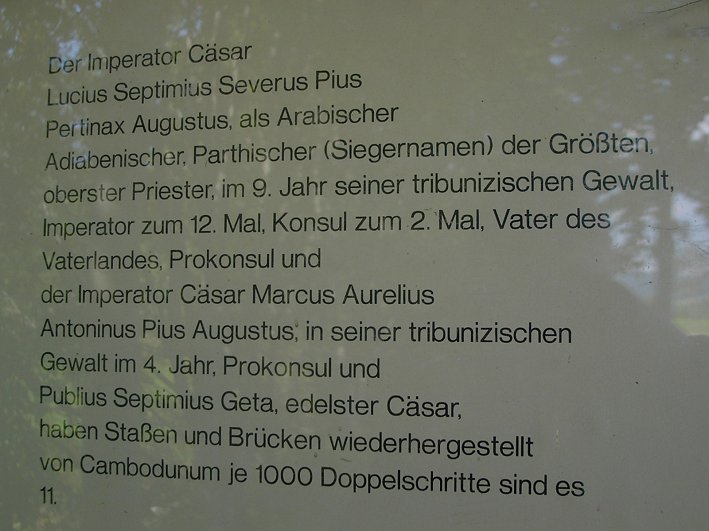 Der Imperator Cäsar
Lucius Septimius Severus Pius
Pertinax Augustus, als Arabischer
Adiabenischer, Parthischer (Siegernamen) der Größten,
oberster Priester, im 9. Jahr seiner tribunizischen Gewalt,
Imperator zum 12. Mal, Konsul zum 2. Mal, Vater des
Vaterlandes, Prokonsul und
der Imperator Cäsar Marcus Aurelius
Antoninus Pius Augustus, in seiner tribunizischen
Gewalt im 4. Jahr, Prokonsul und
Publius Septimius Geta, edelster Cäsar,
haben Staßen und Brücken wiederhergestellt
von Cambodunum je 1000 Doppelschritte sind es
11.